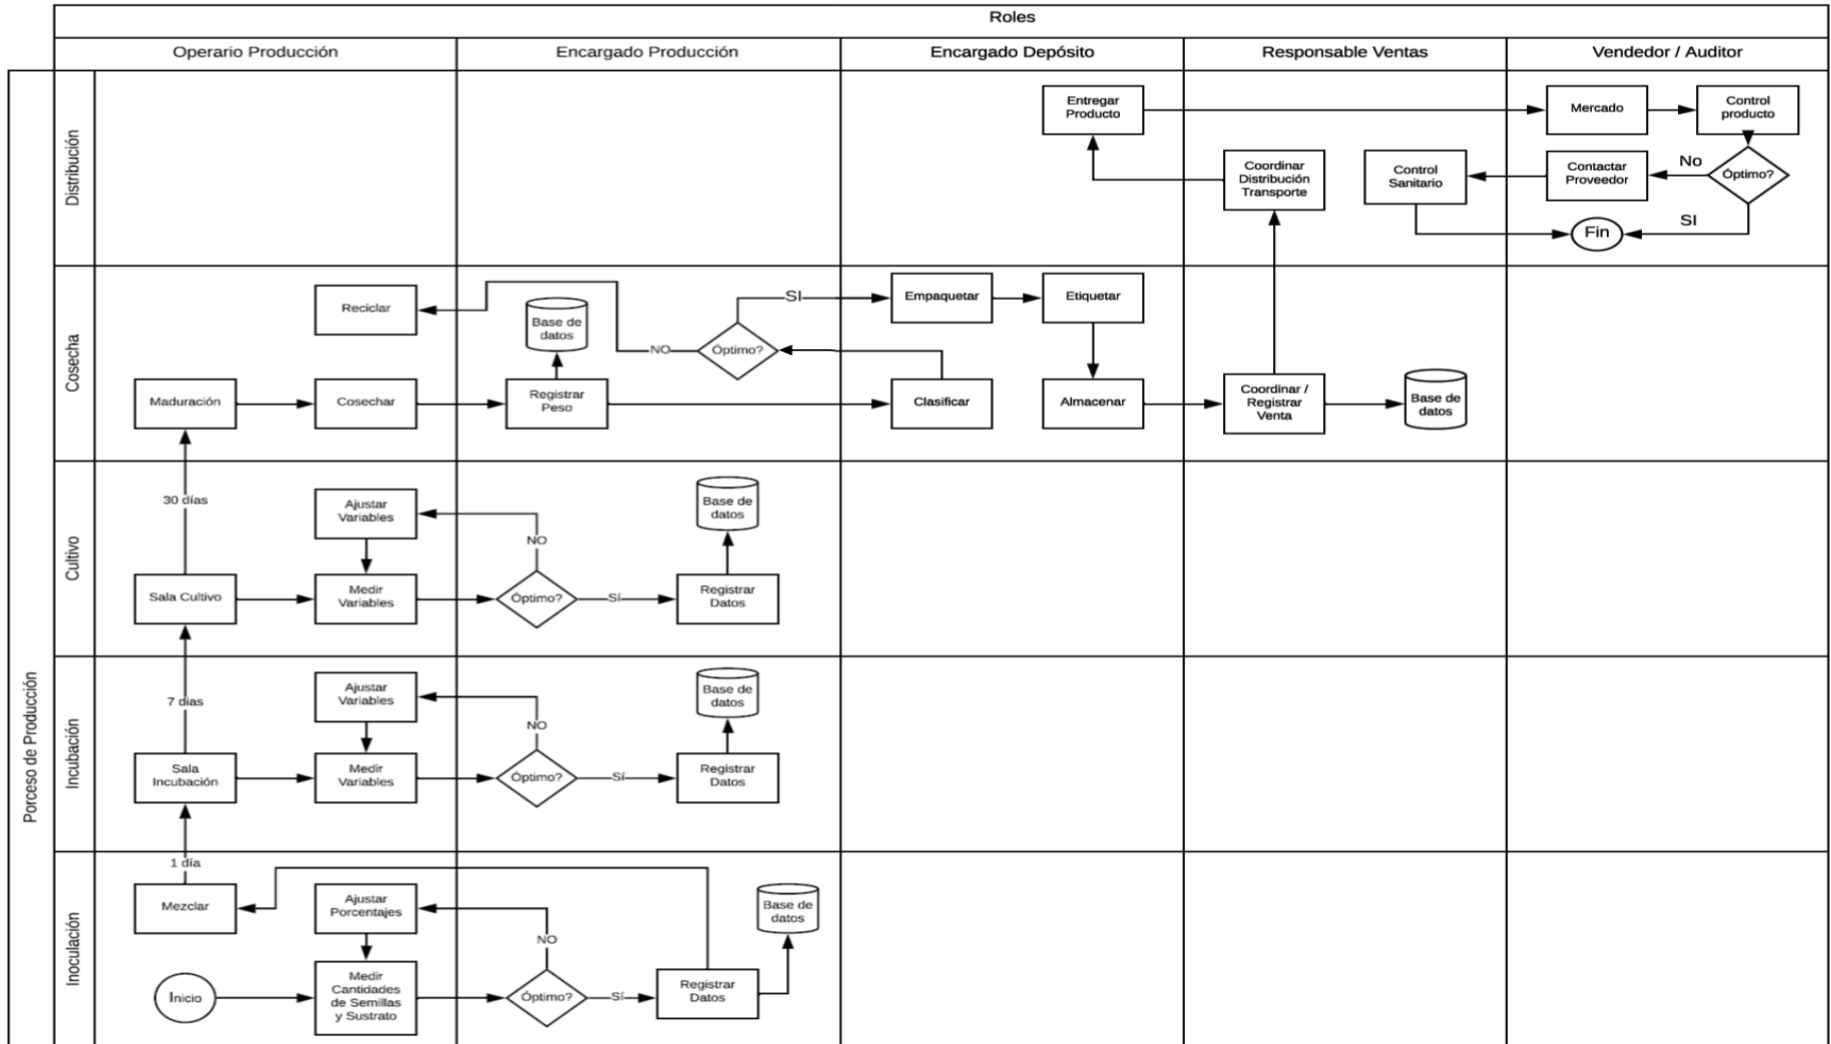 Roles
Operario Producción
Encargado Producción
Encargado Depósito
Responsable Ventas
Vendedor / Auditor
Porceso de Producción
Distribución
Entregar
Producto
Mercado
Control
producto
Coordinar
Distribución
Transporte
Control
Sanitario
Contactar
Proveedor
No
Óptimo?
SI
Fin
Cosecha
Reciclar
Base de
datos
NO
Óptimo?
SI
Empaquetar
Etiquetar
Maduración
Cosechar
Registrar
Peso
Clasificar
Almacenar
Coordinar /
Registrar
Venta
Base de
datos
Cultivo
30 días
Ajustar
Variables
NO
Base de
datos
Sala Cultivo
Medir
Variables
Óptimo?
Sí
Registrar
Datos
Incubación
7 dias
Ajustar
Variables
NO
Base de
datos
Sala
Incubación
Medir
Variables
Óptimo?
Sí
Registrar
Datos
Inoculación
1 día
Mezclar
Ajustar
Porcentajes
NO
Base de
datos
Inicio
Medir
Cantidades
de Semillas
y Sustrato
Óptimo?
Sí
Registrar
Datos